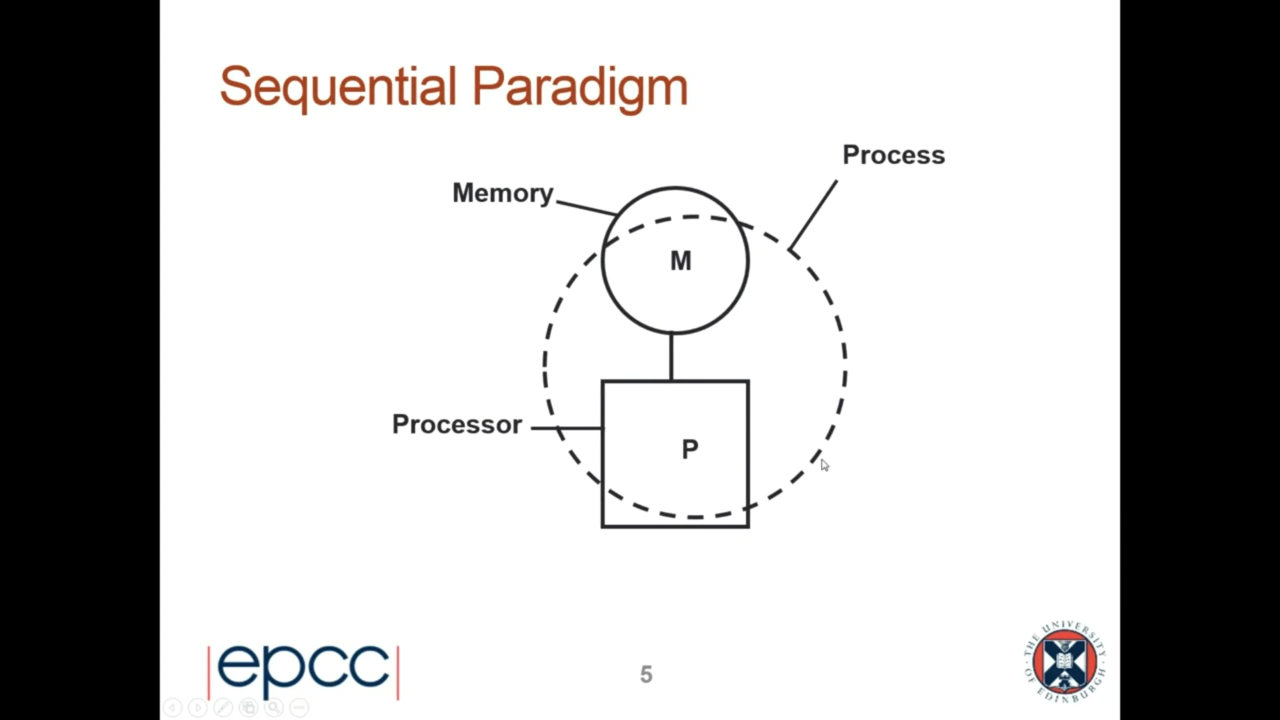 Sequential Paradigm
Process
Memory
M
Processor
P
epcc
5
THE UNIVERSITY
OF EDINBURGH